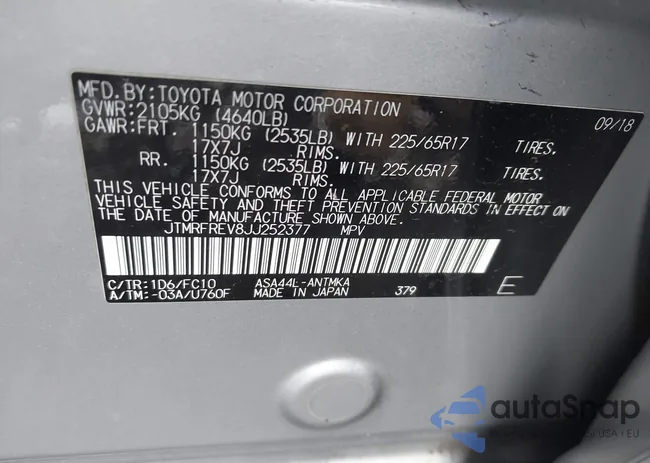 MFD.BY:TOYOTA MOTOR CORPORATION 09/18
GVWR:2105KG (4640LB)
GAWR:FRT. 1150KG (2535LB) WITH 225/65R17 TIRES.
17X7J RIMS.
RR. 1150KG (2535LB) WITH 225/65R17 TIRES.
17X7J RIMS.
THIS VEHICLE CONFORMS TO ALL APPLICABLE FEDERAL MOTOR
VEHICLE SAFETY AND THEFT PREVENTION STANDARDS IN EFFECT ON
THE DATE OF MANUFACTURE SHOWN ABOVE.
JTMRFREV8JJ252377 MPV
C/TR:1D6/FC10 ASA44L-ANTMKA
A/TM:-03A/U760F MADE IN JAPAN 379 E
autoSnap
by USA | EU